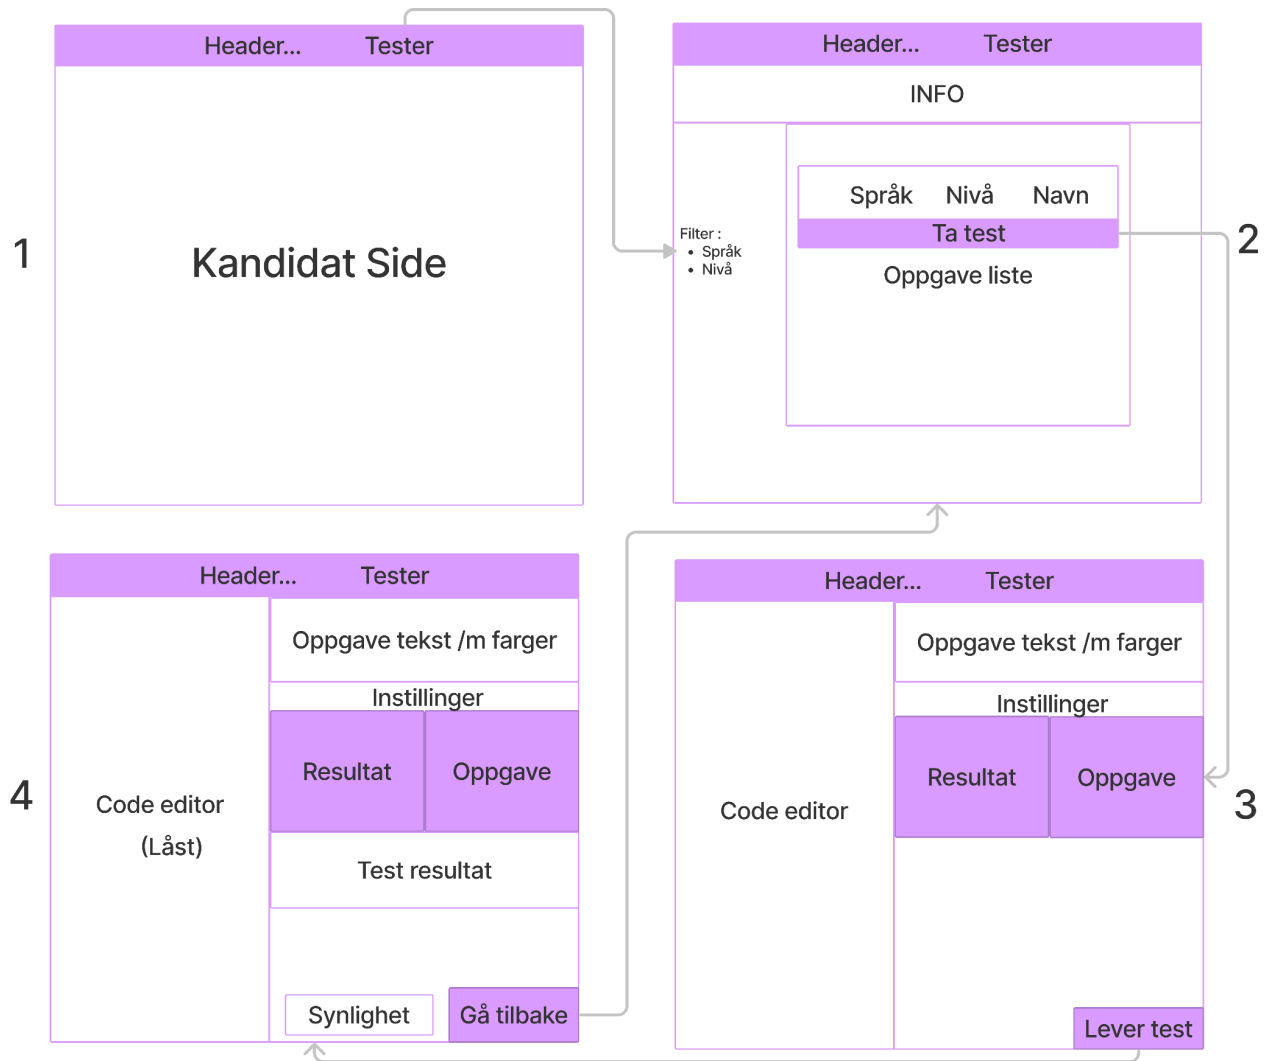 1
Header...
Tester
Kandidat Side
2
Header...
Tester
INFO
Filter :
• Språk
• Nivå
Språk
Nivå
Navn
Ta test
Oppgave liste
4
Header...
Tester
Code editor
(Låst)
Oppgave tekst /m farger
Instillinger
Resultat
Oppgave
Test resultat
Synlighet
Gå tilbake
3
Header...
Tester
Code editor
Oppgave tekst /m farger
Instillinger
Resultat
Oppgave
Lever test